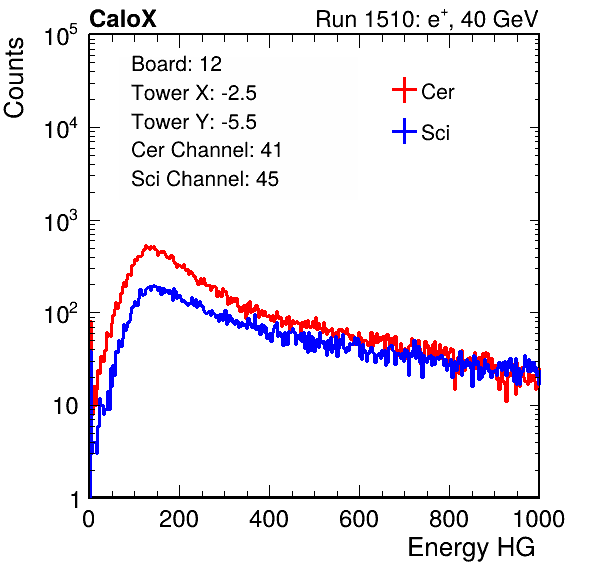 CaloX Run 1510: e⁺, 40 GeV
Counts
Board: 12
Tower X: -2.5
Tower Y: -5.5
Cer Channel: 41
Sci Channel: 45
Cer
Sci
10⁵
10⁴
10³
10²
10
1
0 200 400 600 800 1000
Energy HG